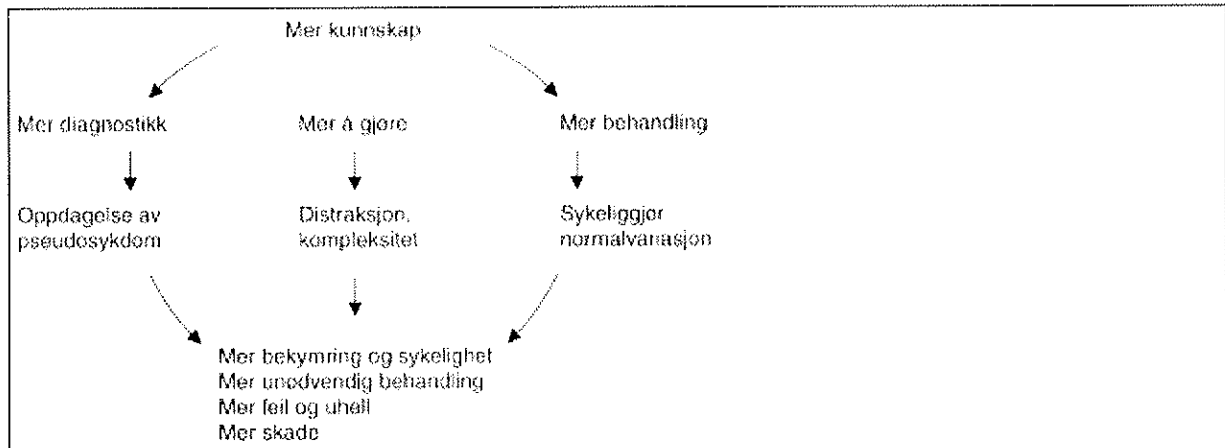 Mer kunnskap
Mer diagnostikk
Mer å gjøre
Mer behandling
Oppdagelse av
pseudosykdom
Distraksjon,
kompleksitet
Sykeliggjør
normalvariasjon
Mer bekymring og sykelighet
Mer unødvendig behandling
Mer feil og uhell
Mer skade